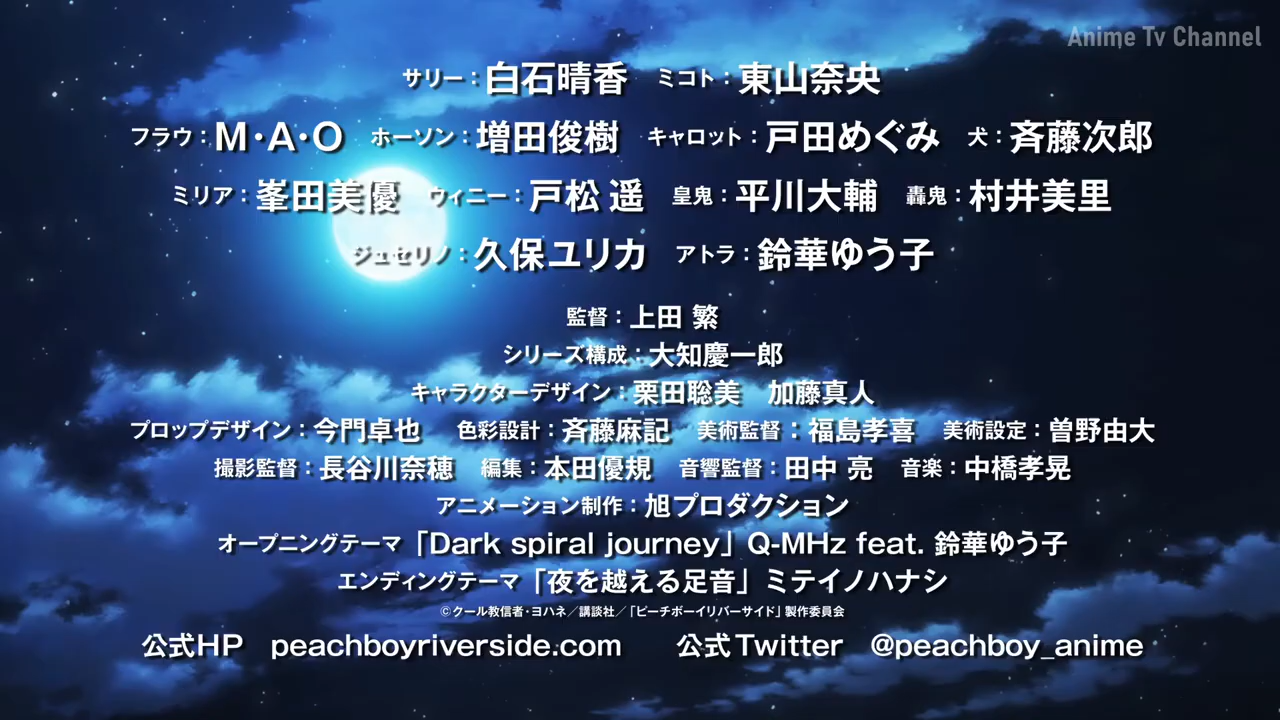 Anime Tv Channel
サリー：白石晴香　ミコト：東山奈央
フラウ：M・A・O　ホーソン：増田俊樹　キャロット：戸田めぐみ　犬：斉藤次郎
ミリア：峯田美優　ウィニー：戸松 遥　皇鬼：平川大輔　轟鬼：村井美里
ジュセリノ：久保ユリカ　アトラ：鈴華ゆう子
監督：上田 繁
シリーズ構成：大知慶一郎
キャラクターデザイン：栗田聡美　加藤真人
プロップデザイン：今門卓也　色彩設計：斉藤麻記　美術監督：福島孝喜　美術設定：曽野由大
撮影監督：長谷川奈穂　編集：本田優規　音響監督：田中 亮　音楽：中橋孝晃
アニメーション制作：旭プロダクション
オープニングテーマ「Dark spiral journey」Q-MHz feat. 鈴華ゆう子
エンディングテーマ「夜を越える足音」ミテイノハナシ
©クール教信者・ヨハネ／講談社／「ピーチボーイリバーサイド」製作委員会
公式HP　peachboyriverside.com　公式Twitter　@peachboy_anime